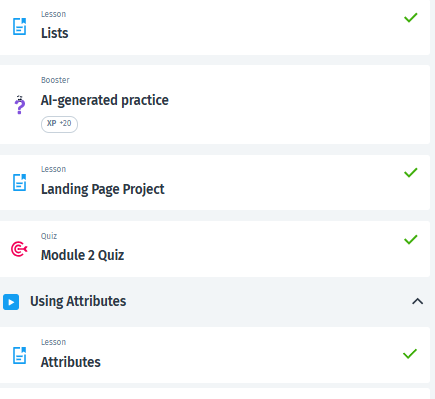 Lesson
Lists
Booster
AI-generated practice
XP +20
Lesson
Landing Page Project
Quiz
Module 2 Quiz
Using Attributes
Lesson
Attributes